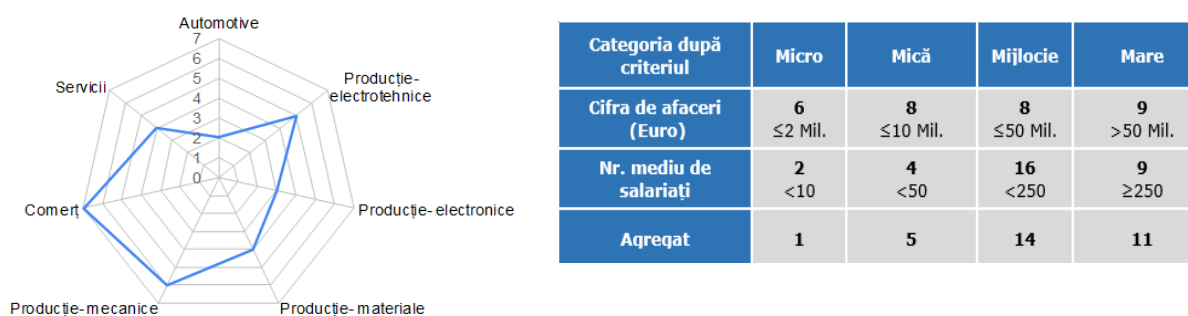 Automotive
7
6
5
4
3
2
1
0
Producție-
electrotehnice
Producție- electronice
Producție- materiale
Producție- mecanice
Comerț
Servicii
Categoria după
criteriul
Micro
Mică
Mijlocie
Mare
Cifra de afaceri
(Euro)
6
≤2 Mil.
8
≤10 Mil.
8
≤50 Mil.
9
>50 Mil.
Nr. mediu de
salariați
2
<10
4
<50
16
<250
9
≥250
Agregat
1
5
14
11